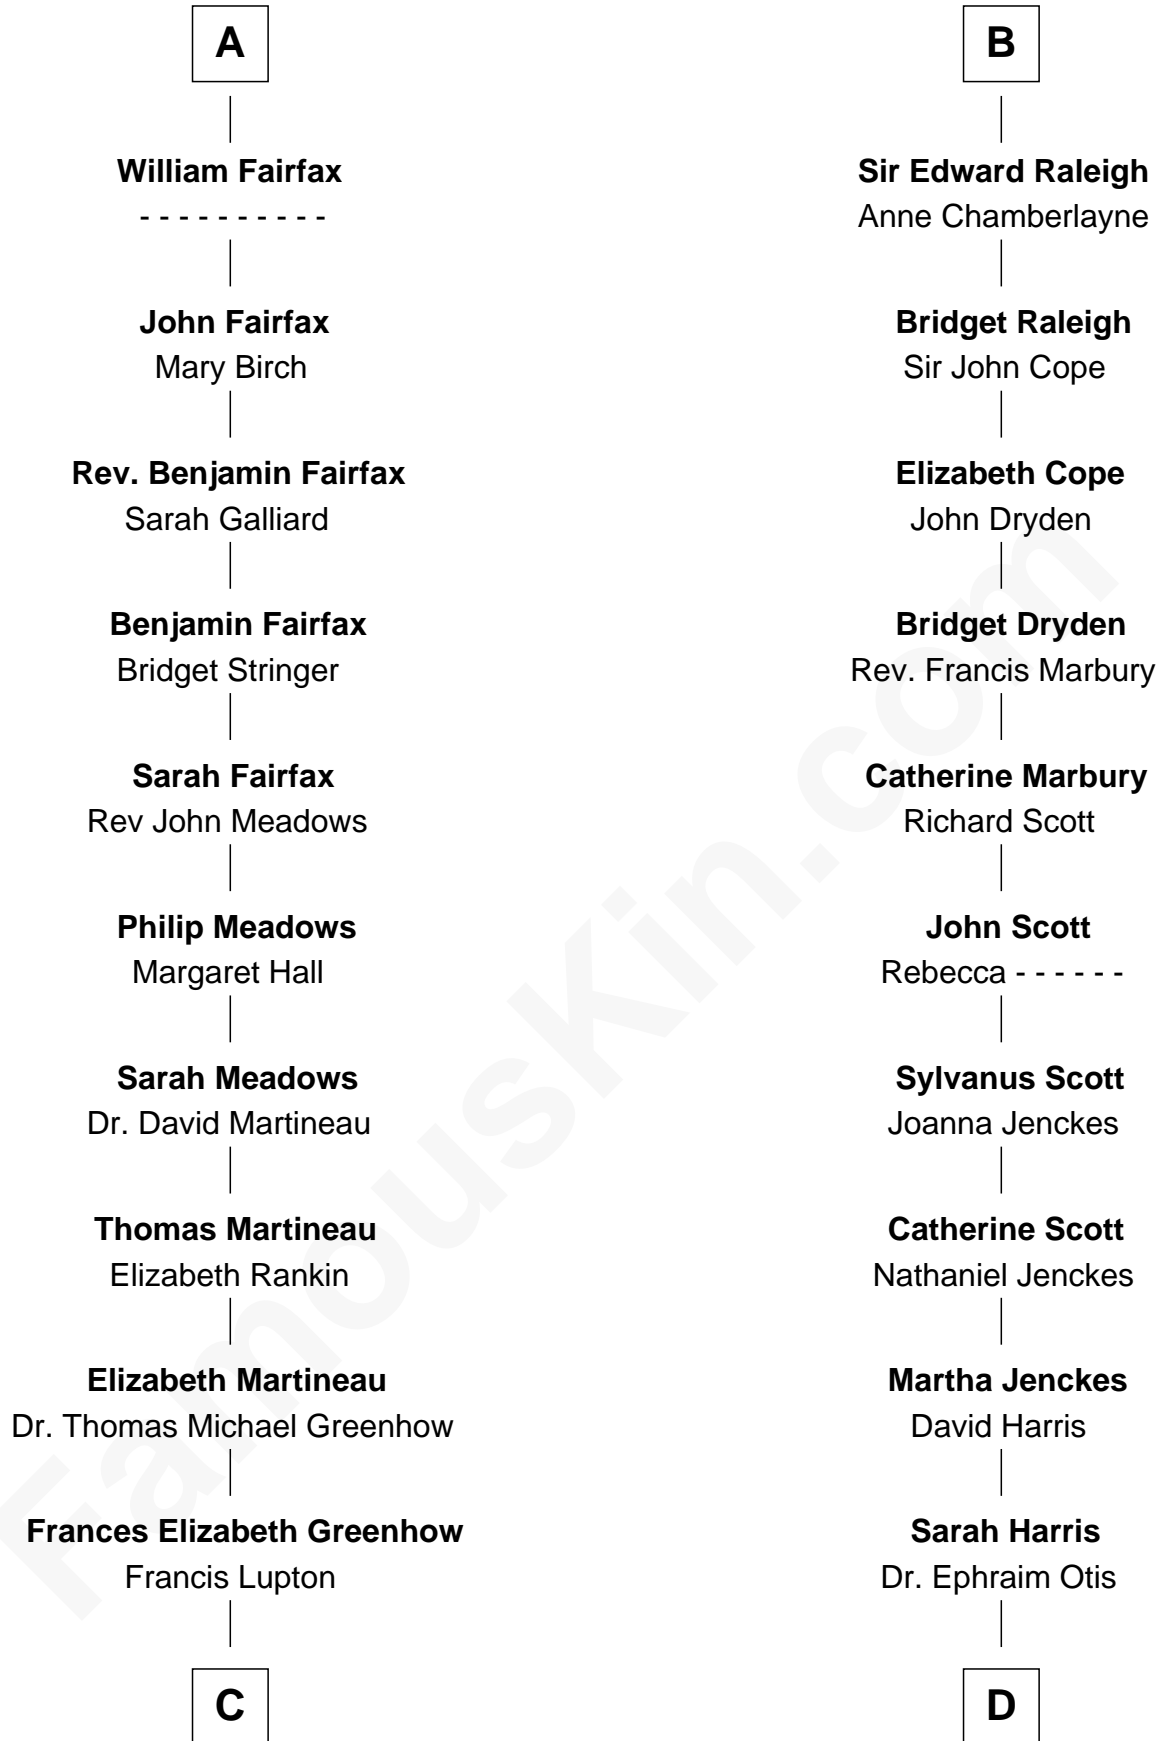 A
William Fairfax
- - - - - - - - - -
John Fairfax
Mary Birch
Rev. Benjamin Fairfax
Sarah Galliard
Benjamin Fairfax
Bridget Stringer
Sarah Fairfax
Rev John Meadows
Philip Meadows
Margaret Hall
Sarah Meadows
Dr. David Martineau
Thomas Martineau
Elizabeth Rankin
Elizabeth Martineau
Dr. Thomas Michael Greenhow
Frances Elizabeth Greenhow
Francis Lupton
C
B
Sir Edward Raleigh
Anne Chamberlayne
Bridget Raleigh
Sir John Cope
Elizabeth Cope
John Dryden
Bridget Dryden
Rev. Francis Marbury
Catherine Marbury
Richard Scott
John Scott
Rebecca - - - - - -
Sylvanus Scott
Joanna Jenckes
Catherine Scott
Nathaniel Jenckes
Martha Jenckes
David Harris
Sarah Harris
Dr. Ephraim Otis
D
FamousKin.com